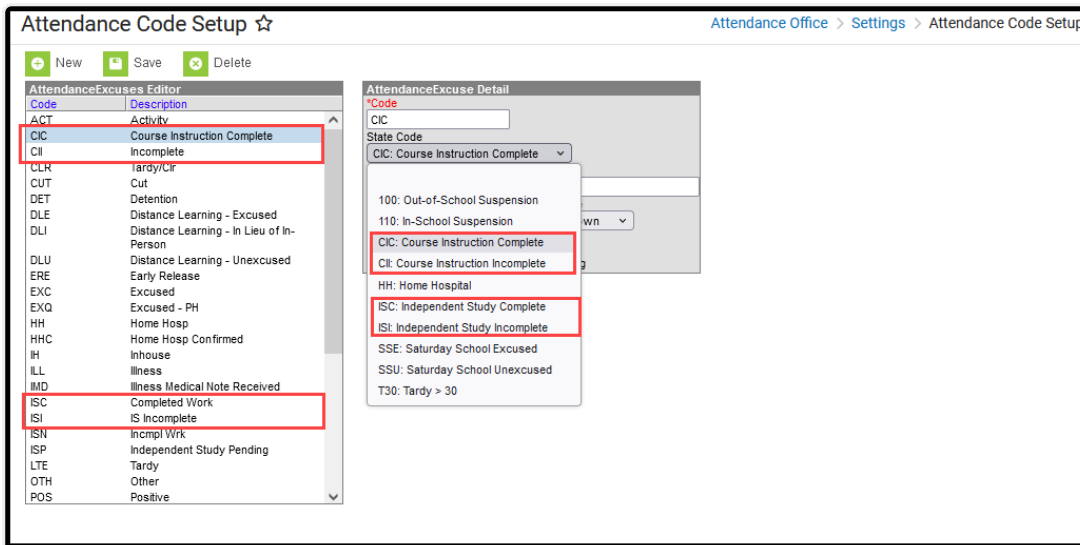 Attendance Code Setup
Attendance Office > Settings > Attendance Code Setup
New Save Delete
AttendanceExcuses Editor
Code Description
ACT Activity
CIC Course Instruction Complete
CII Incomplete
CLR Tardy/Clr
CUT Cut
DET Detention
DLE Distance Learning - Excused
DLI Distance Learning - In Lieu of In-
Person
DLU Distance Learning - Unexcused
ERE Early Release
EXC Excused
EXQ Excused - PH
HH Home Hosp
HHC Home Hosp Confirmed
IH Inhouse
ILL Illness
IMD Illness Medical Note Received
ISC Completed Work
ISI IS Incomplete
ISN Incmpl Wrk
ISP Independent Study Pending
LTE Tardy
OTH Other
POS Positive
AttendanceExcuse Detail
*Code
CIC
State Code
CIC: Course Instruction Complete
100: Out-of-School Suspension
110: In-School Suspension
wn
CIC: Course Instruction Complete
CII: Course Instruction Incomplete
g
HH: Home Hospital
ISC: Independent Study Complete
ISI: Independent Study Incomplete
SSE: Saturday School Excused
SSU: Saturday School Unexcused
T30: Tardy > 30